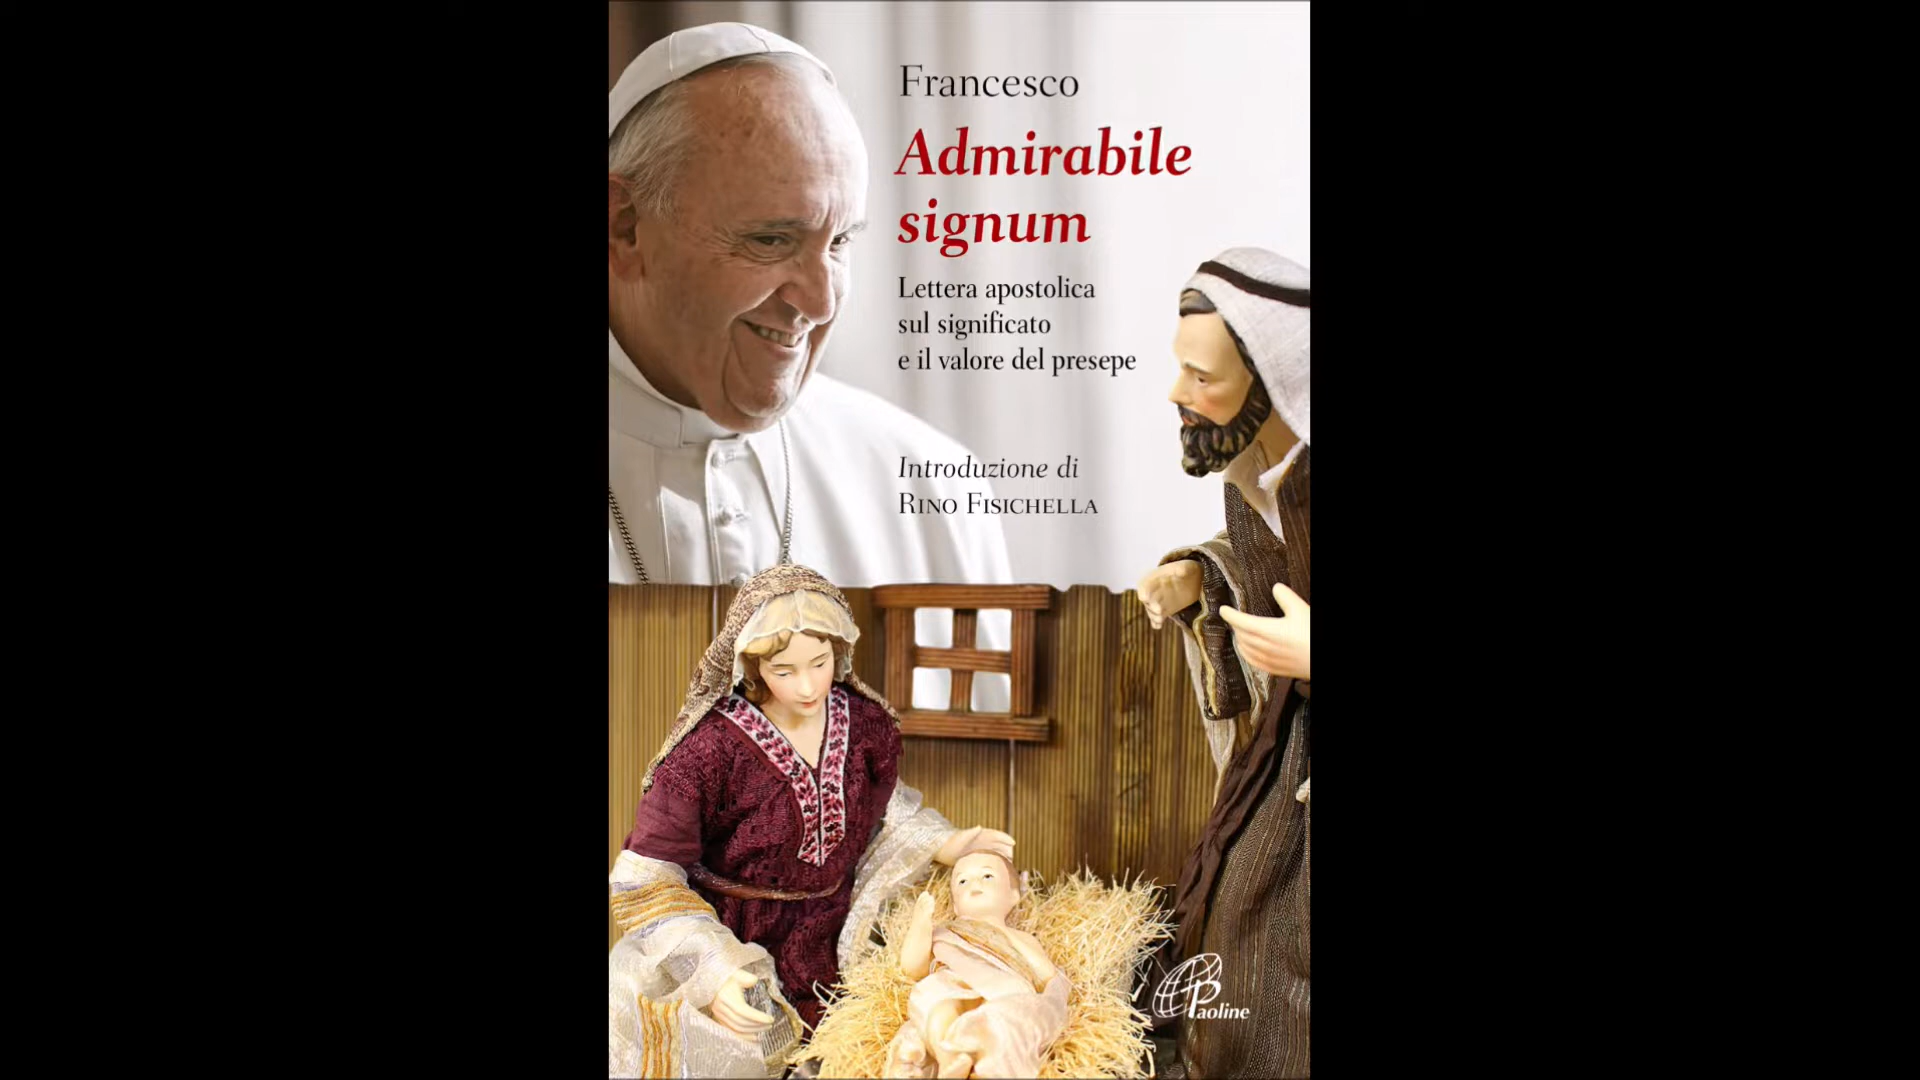 Francesco
Admirabile
signum
Lettera apostolica
sul significato
e il valore del presepe
Introduzione di
RINO FISICHELLA
Paoline